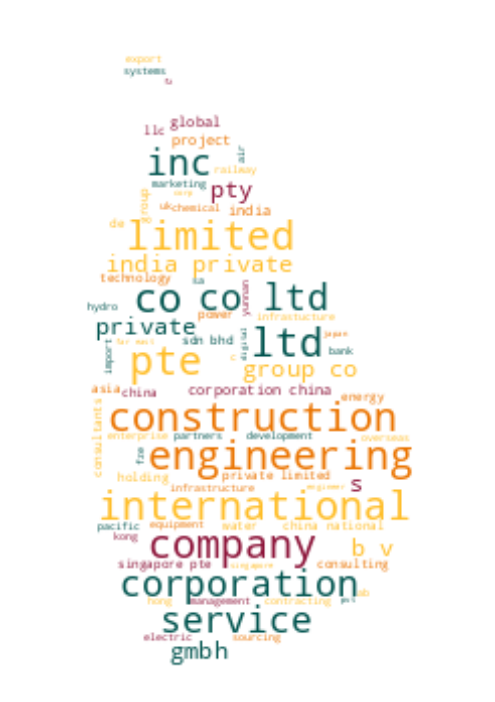 export
systems
llc global
project
inc
air
railway
marketing
pty
group
uk chemical india
de
limited
india private
technology
sa
co co ltd
yunnan
hydro
power
infrastucture
private
sdn bhd
digital
ltd
japan
far east
import
pte
c
bank
group co
asia china
corporation china
energy
consultants
construction
enterprise partners development
overseas
fze
engineering
holding
private limited
infrastructure
engineer
s
international
pacific
equipment
water
china national
kong
company
b v
singapore pte
singapore
consulting
corporation
hong
management
contracting
service
electric
sourcing
gmbh